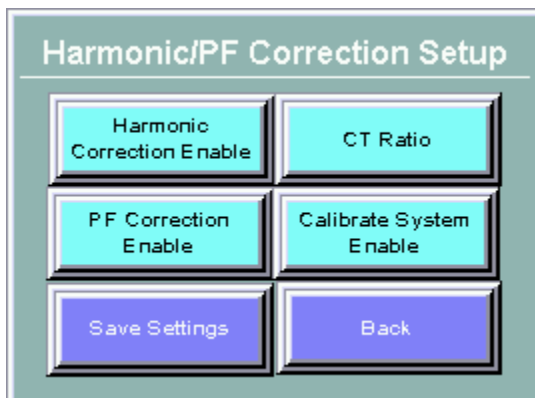 Harmonic/PF Correction Setup
Harmonic
Correction Enable
CT Ratio
PF Correction
Enable
Calibrate System
Enable
Save Settings
Back